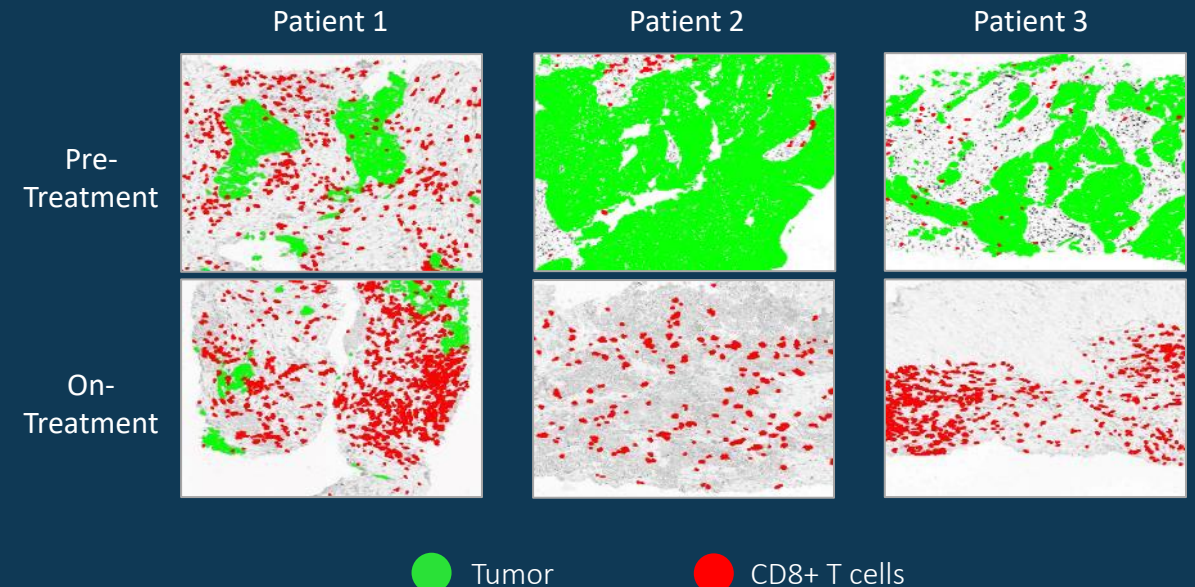 Patient 1
Patient 2
Patient 3
Pre-
Treatment
On-
Treatment
Tumor
CD8+ T cells